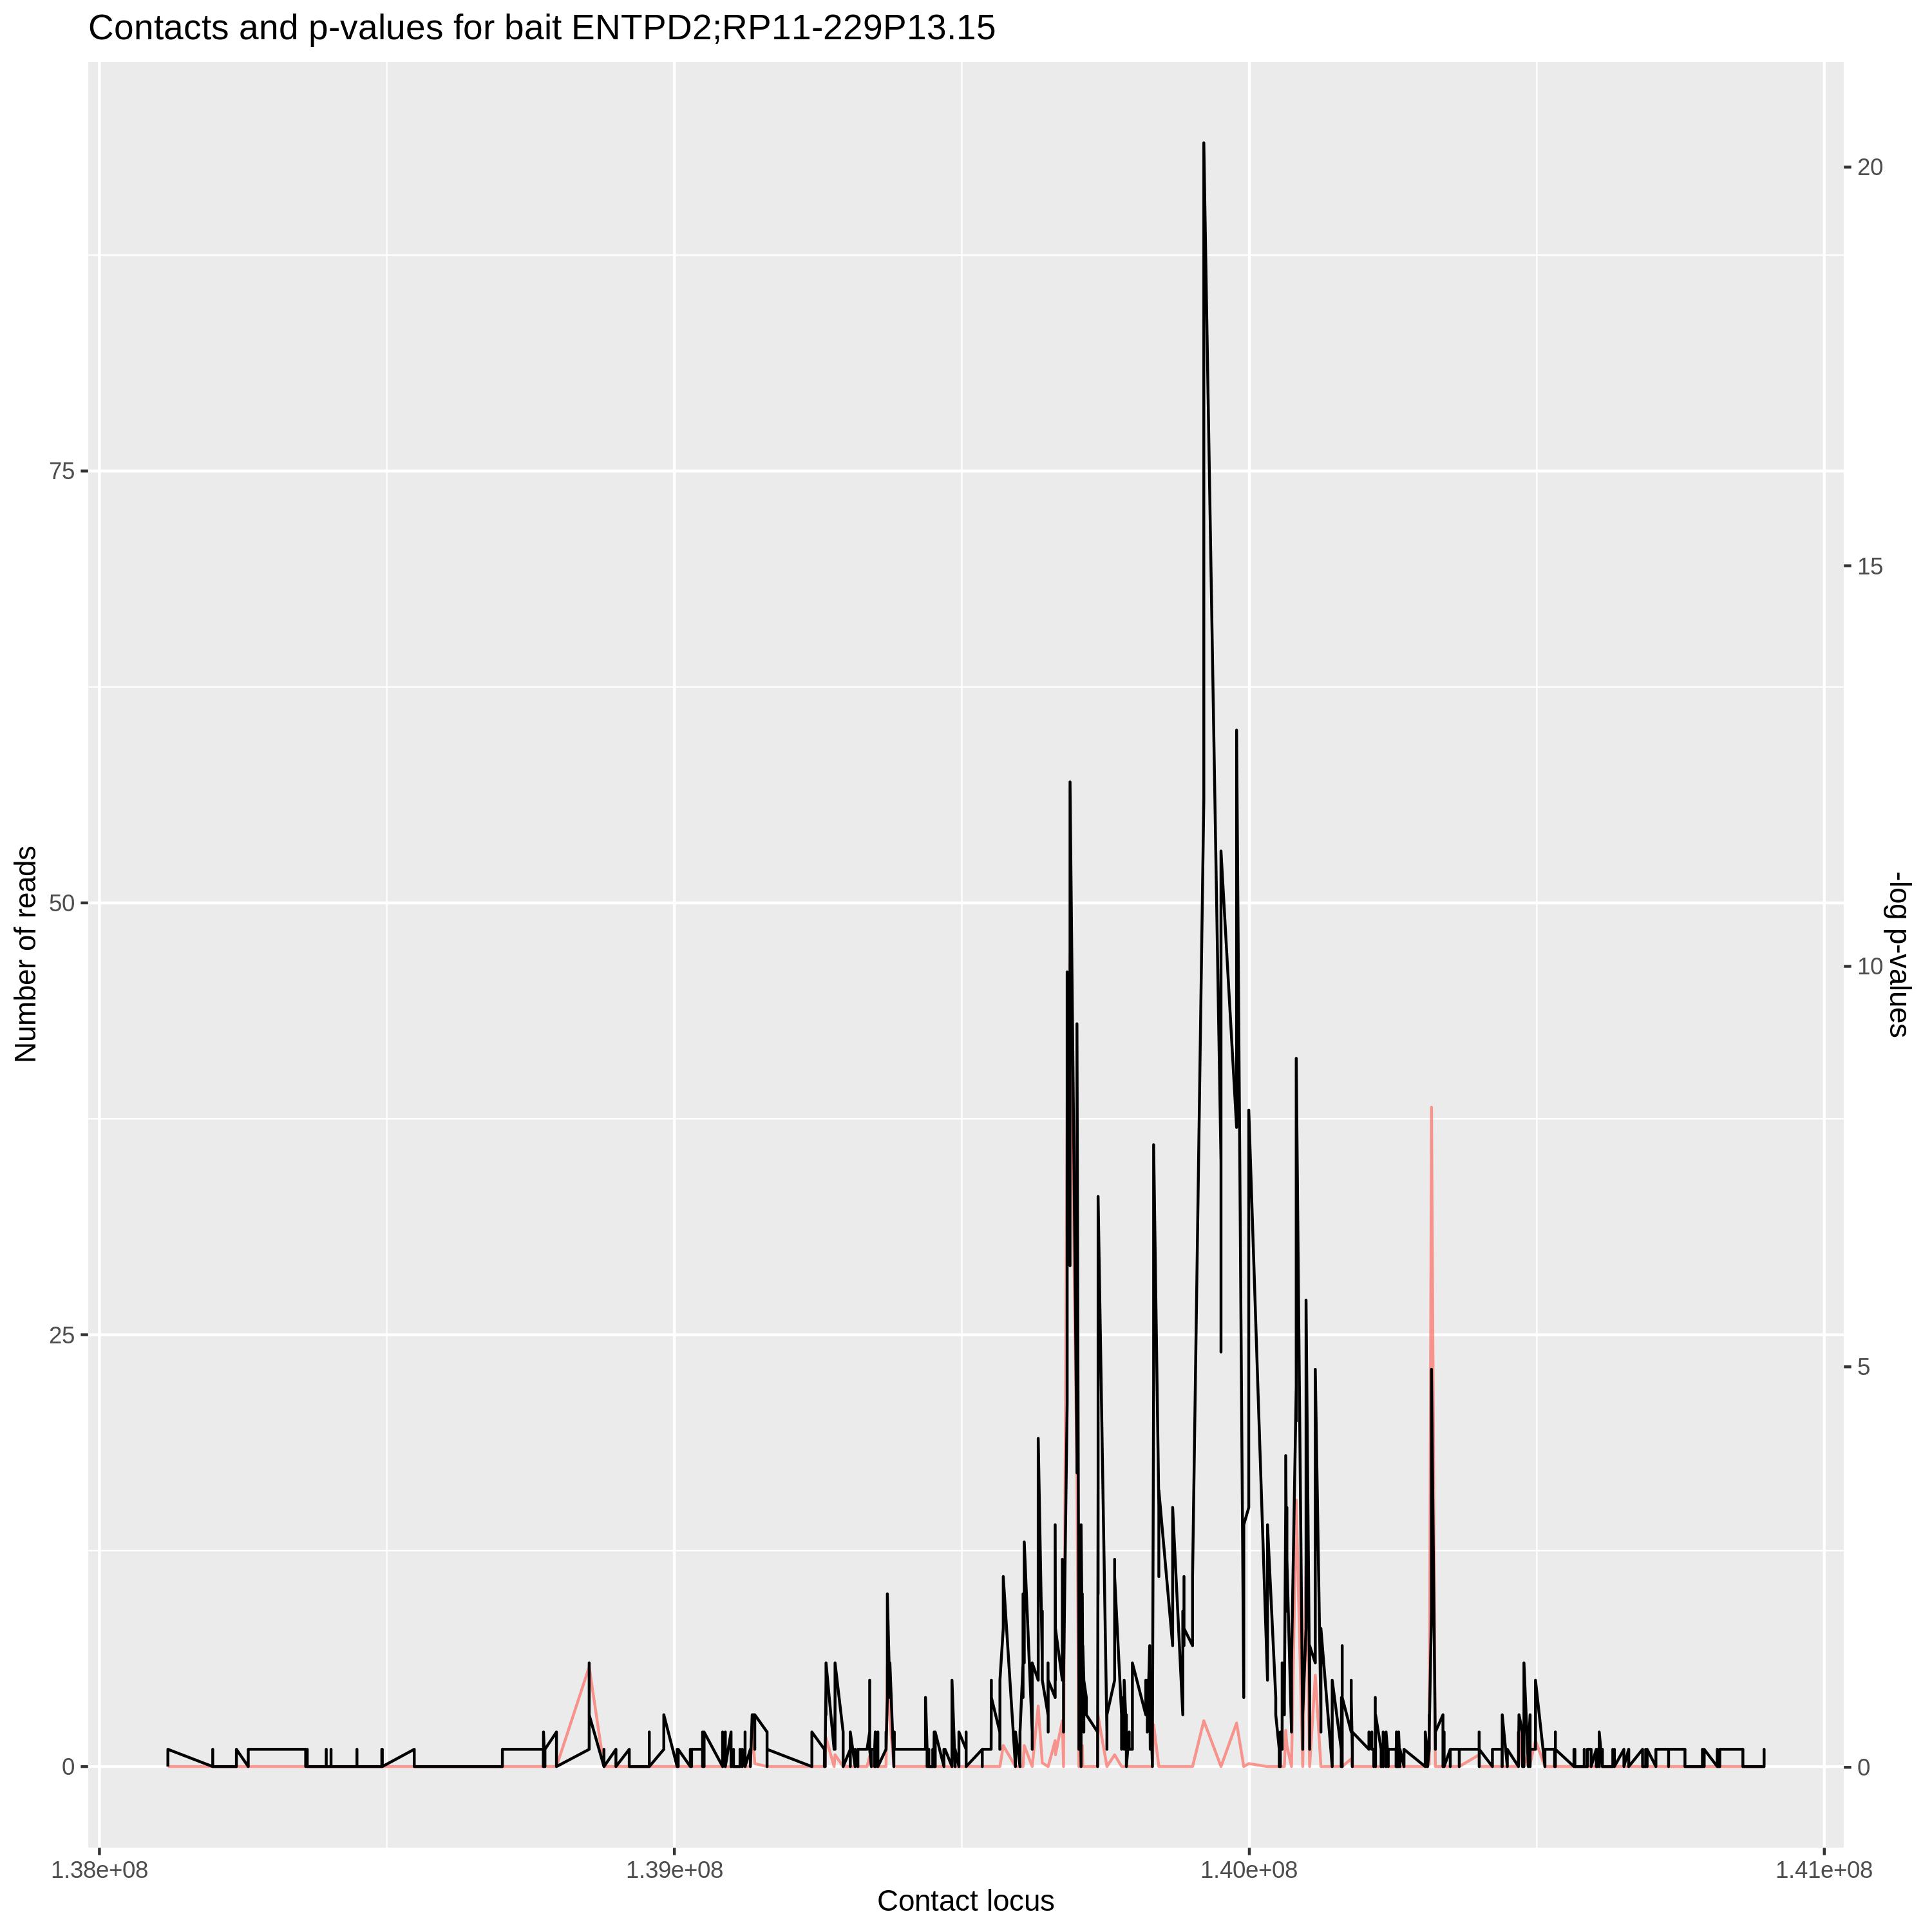 Contacts and p-values for bait ENTPD2;RP11-229P13.15
Number of reads
75
50
25
0
20
15
10
5
0
-log p-values
1.38e+08
1.39e+08
1.40e+08
1.41e+08
Contact locus